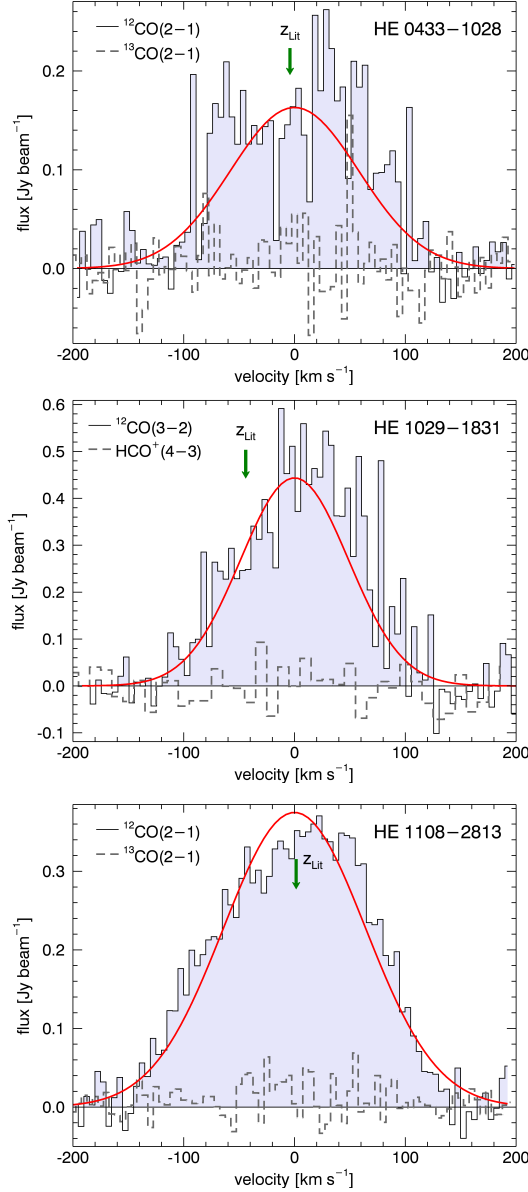 ¹²CO(2−1)
¹³CO(2−1)
z_Lit
HE 0433−1028
0.2
0.1
0.0
flux [Jy beam⁻¹]
-200 -100 0 100 200
velocity [km s⁻¹]
¹²CO(3−2)
HCO⁺(4−3)
z_Lit
HE 1029−1831
0.6
0.5
0.4
0.3
0.2
0.1
0.0
-0.1
flux [Jy beam⁻¹]
-200 -100 0 100 200
velocity [km s⁻¹]
¹²CO(2−1)
¹³CO(2−1)
z_Lit
HE 1108−2813
0.3
0.2
0.1
0.0
flux [Jy beam⁻¹]
-200 -100 0 100 200
velocity [km s⁻¹]